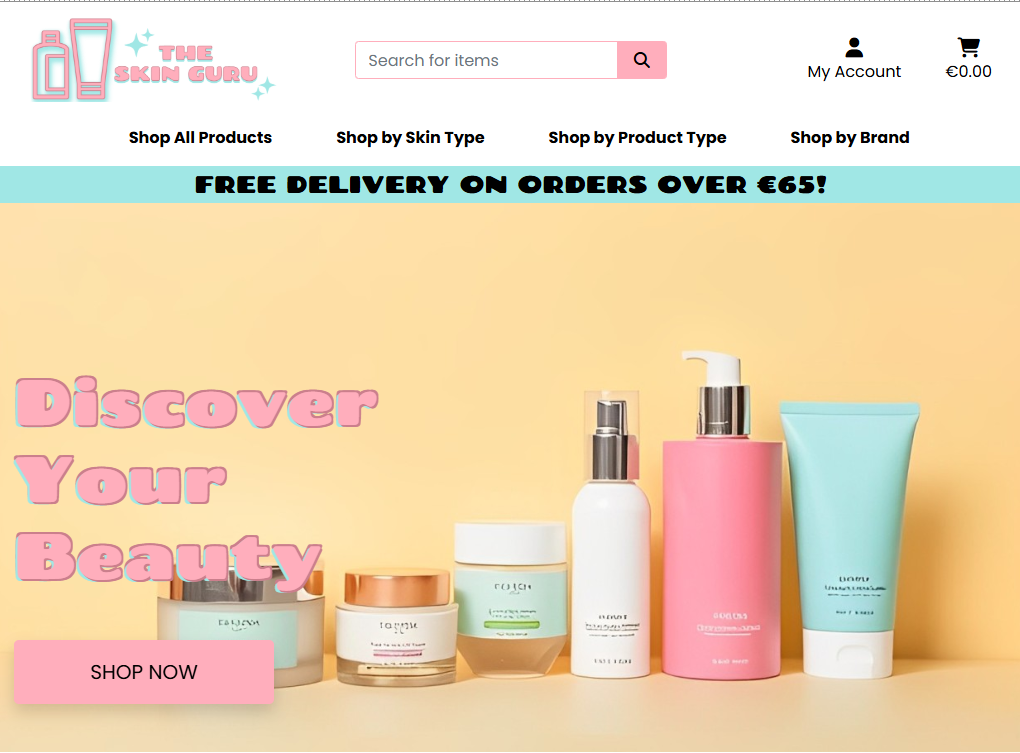 THE
SKIN GURU
Search for items
My Account
€0.00
Shop All Products
Shop by Skin Type
Shop by Product Type
Shop by Brand
FREE DELIVERY ON ORDERS OVER €65!
Discover
Your
Beauty
SHOP NOW